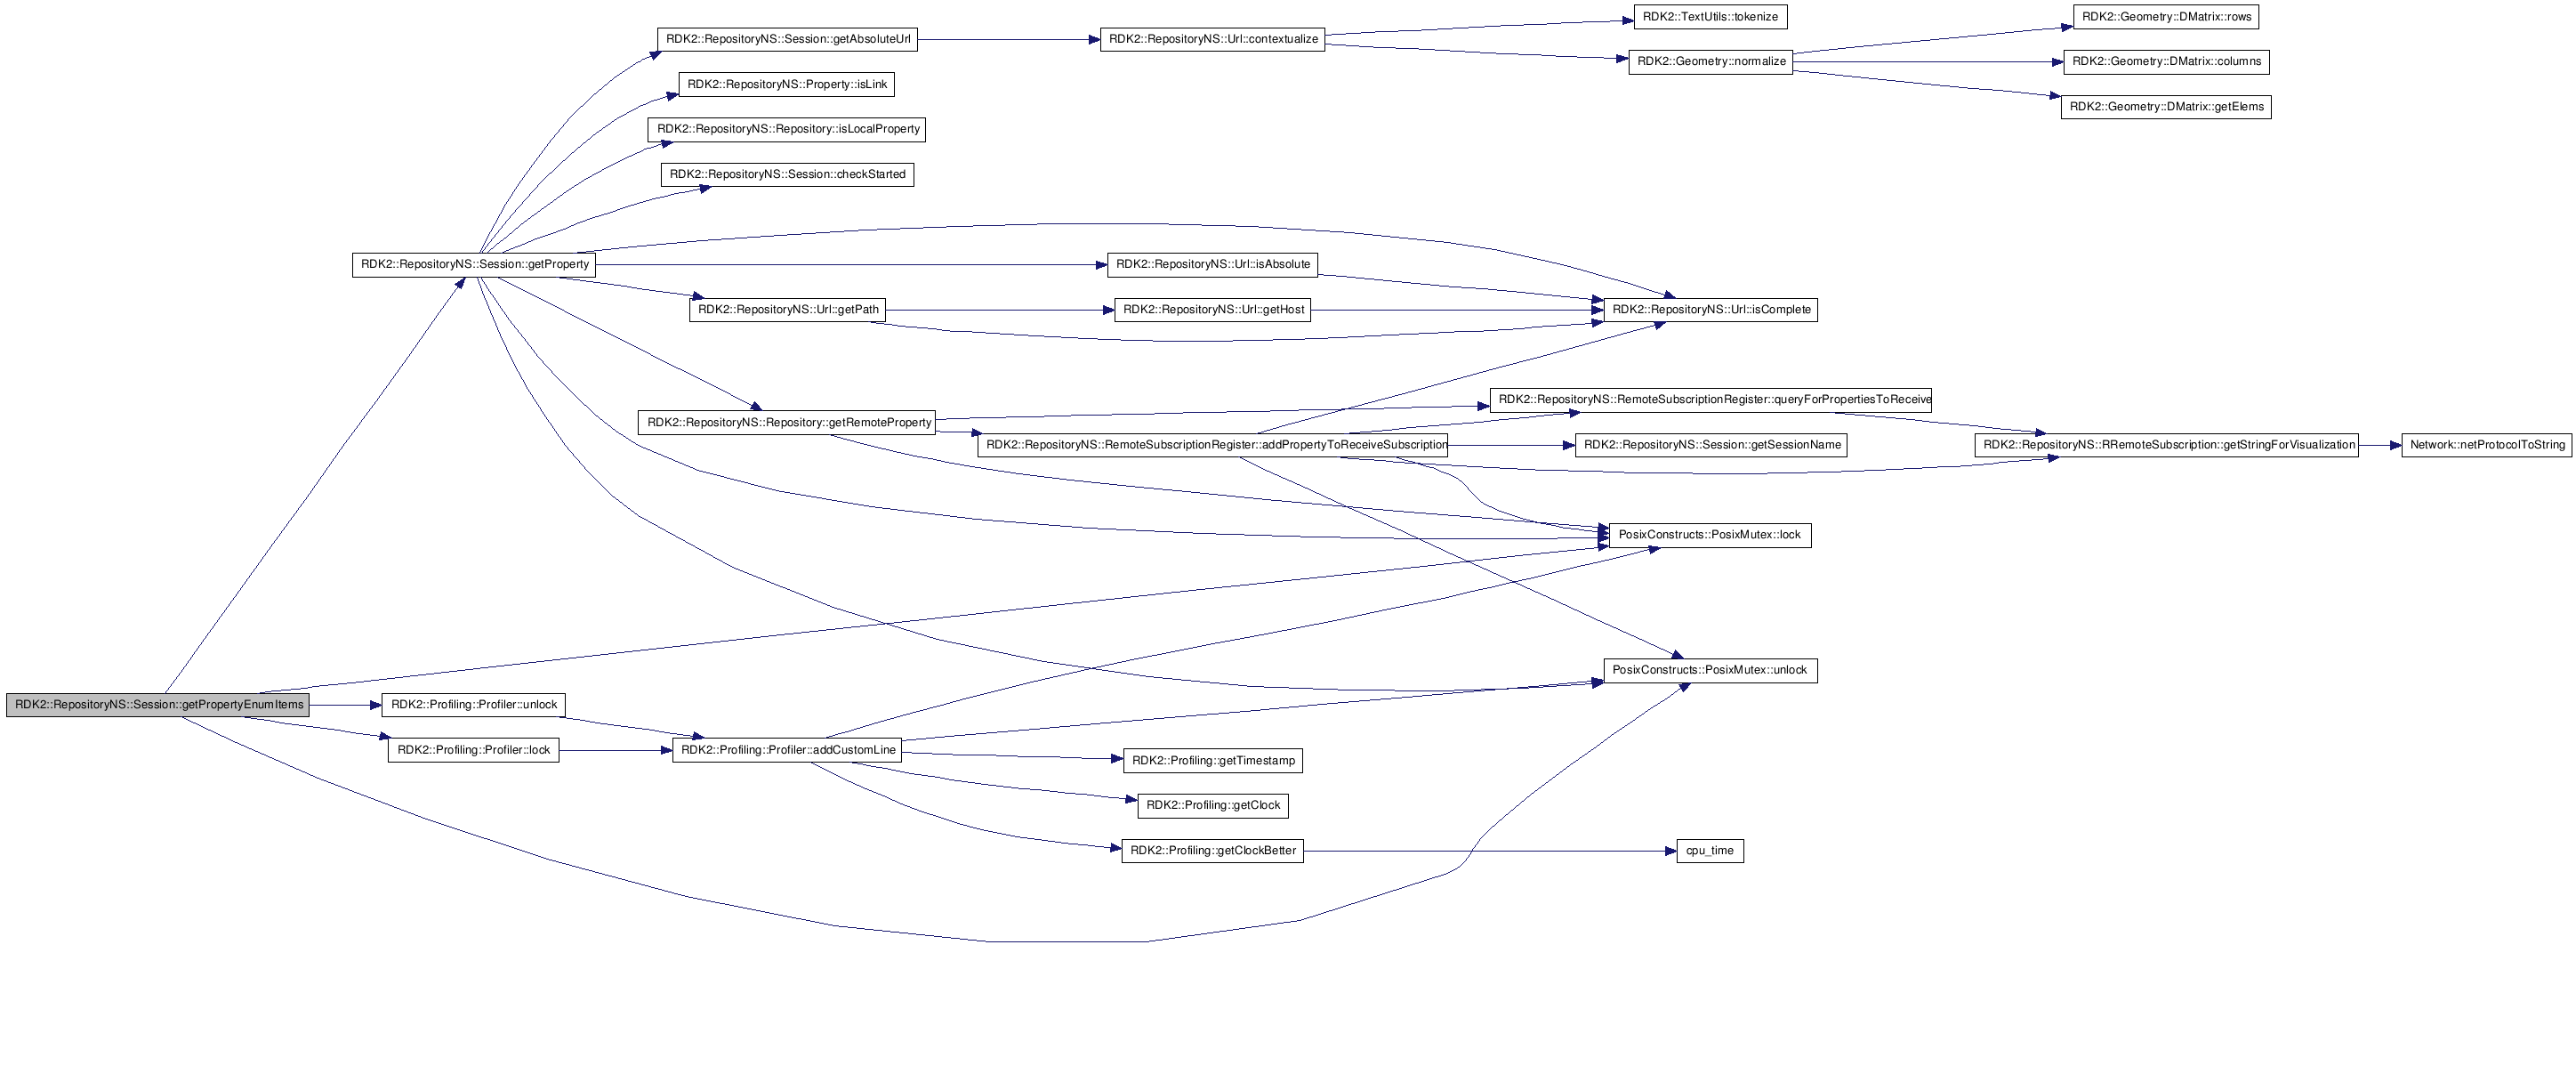 RDK2::TextUtils::tokenize
RDK2::Geometry::DMatrix::rows
RDK2::RepositoryNS::Session::getAbsoluteUrl
RDK2::RepositoryNS::Url::contextualize
RDK2::Geometry::normalize
RDK2::Geometry::DMatrix::columns
RDK2::RepositoryNS::Property::isLink
RDK2::Geometry::DMatrix::getElems
RDK2::RepositoryNS::Repository::isLocalProperty
RDK2::RepositoryNS::Session::checkStarted
RDK2::RepositoryNS::Session::getProperty
RDK2::RepositoryNS::Url::isAbsolute
RDK2::RepositoryNS::Url::getPath
RDK2::RepositoryNS::Url::getHost
RDK2::RepositoryNS::Url::isComplete
RDK2::RepositoryNS::RemoteSubscriptionRegister::queryForPropertiesToReceive
RDK2::RepositoryNS::Repository::getRemoteProperty
RDK2::RepositoryNS::RemoteSubscriptionRegister::addPropertyToReceiveSubscription
RDK2::RepositoryNS::Session::getSessionName
RDK2::RepositoryNS::RRemoteSubscription::getStringForVisualization
Network::netProtocolToString
PosixConstructs::PosixMutex::lock
PosixConstructs::PosixMutex::unlock
RDK2::RepositoryNS::Session::getPropertyEnumItems
RDK2::Profiling::Profiler::unlock
RDK2::Profiling::Profiler::lock
RDK2::Profiling::Profiler::addCustomLine
RDK2::Profiling::getTimestamp
RDK2::Profiling::getClock
RDK2::Profiling::getClockBetter
cpu_time